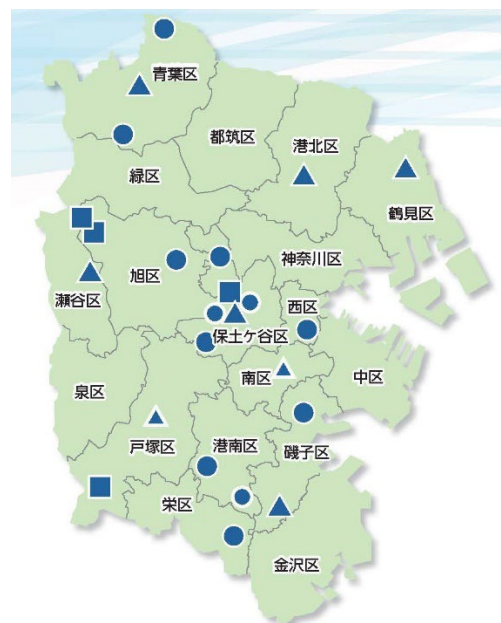 青葉区
都筑区
港北区
緑区
鶴見区
神奈川区
旭区
瀬谷区
西区
保土ケ谷区
中区
南区
泉区
戸塚区
港南区
磯子区
栄区
金沢区